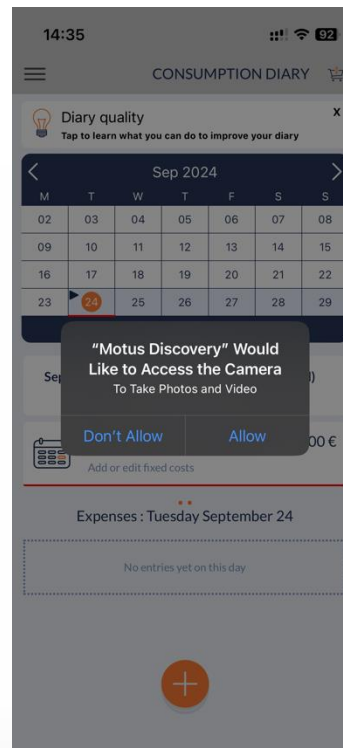 14:35
92
CONSUMPTION DIARY
Diary quality
X
Tap to learn what you can do to improve your diary
Sep 2024
M T W T F S S
02 03 04 05 06 07 08
09 10 11 12 13 14 15
16 17 18 19 20 21 22
23 24 25 26 27 28 29
"Motus Discovery" Would
Like to Access the Camera
To Take Photos and Video
Don't Allow Allow
00 €
Add or edit fixed costs
Expenses : Tuesday September 24
No entries yet on this day